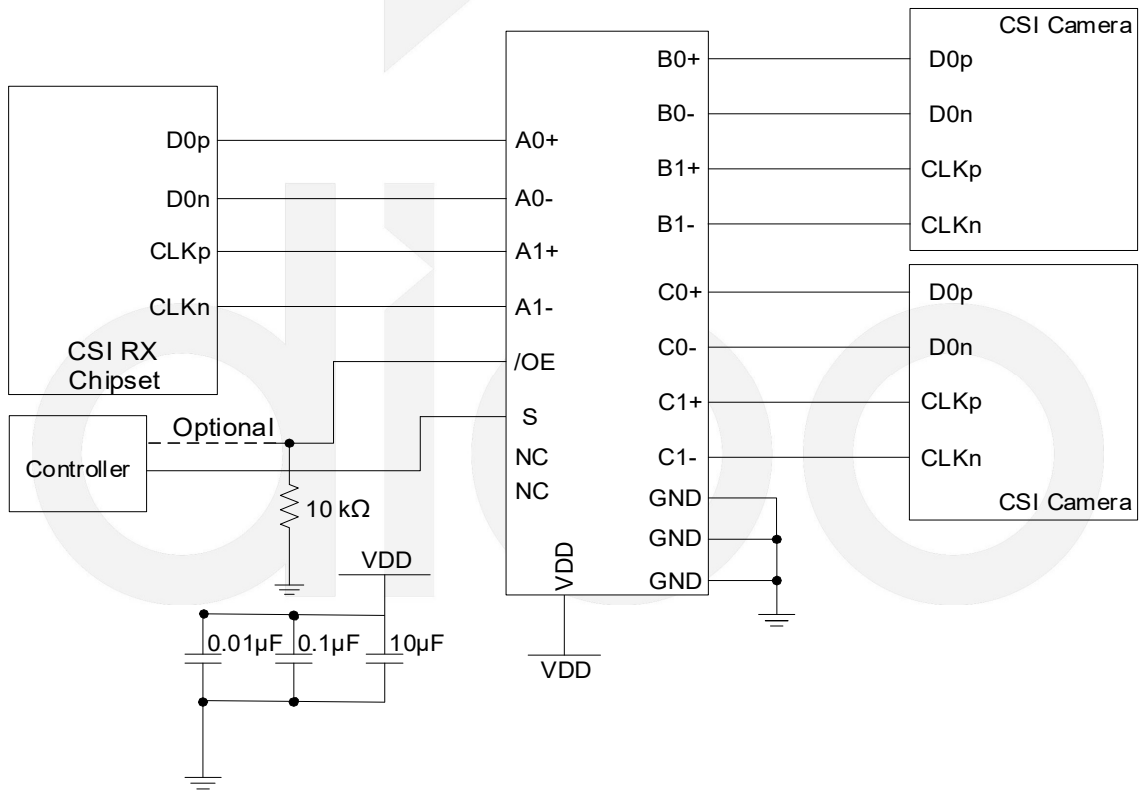 CSI Camera
B0+
D0p
B0-
D0n
D0p
A0+
B1+
CLKp
D0n
A0-
B1-
CLKn
CLKp
A1+
C0+
D0p
CLKn
A1-
C0-
D0n
CSI RX
Chipset
/OE
C1+
CLKp
Optional
S
C1-
CLKn
Controller
NC
NC
GND
CSI Camera
10 kΩ
GND
VDD
VDD
GND
0.01µF
0.1µF
10µF
VDD
dioo